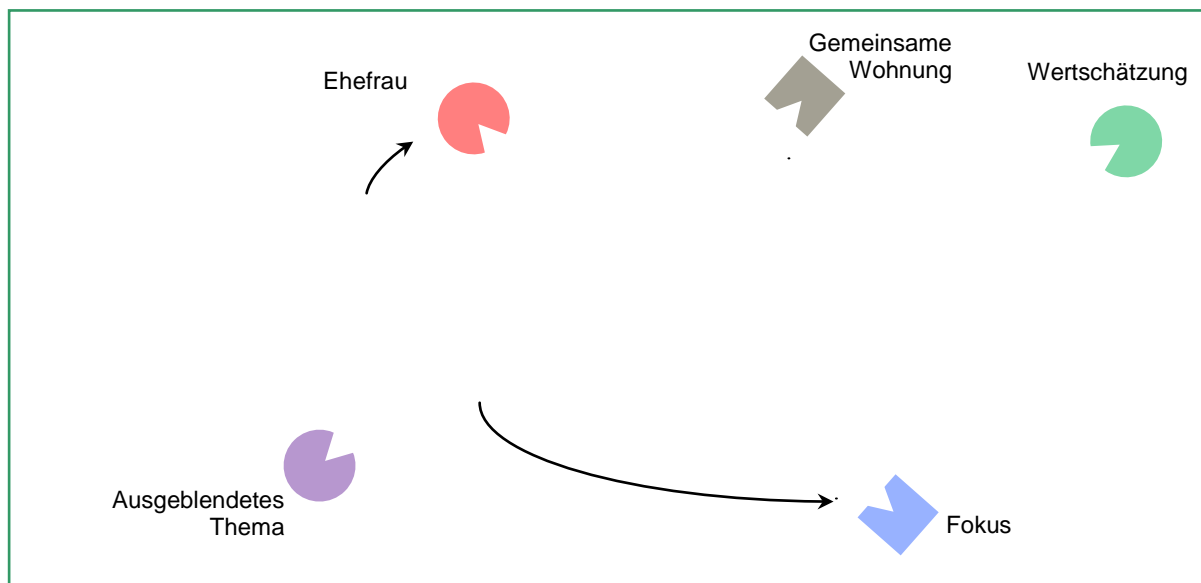 Gemeinsame
Wohnung
Wertschätzung
Ehefrau
Ausgeblendetes
Thema
Fokus